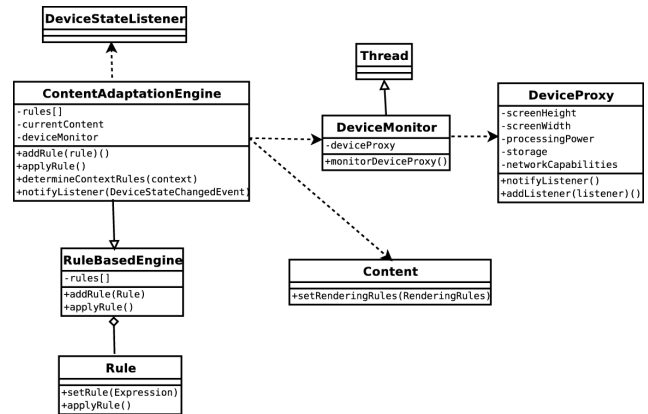 DeviceStateListener
Thread
ContentAdaptationEngine
-rules[]
-currentContent
-deviceMonitor
+addRule(rule)()
+applyRule()
+determineContextRules(context)
+notifyListener(DeviceStateChangedEvent)
DeviceMonitor
-deviceProxy
+monitorDeviceProxy()
DeviceProxy
-screenHeight
-screenWidth
-processingPower
-storage
-networkCapabilities
+notifyListener()
+addListener(listener)()
RuleBasedEngine
-rules[]
+addRule(Rule)
+applyRule()
Content
+setRenderingRules(RenderingRules)
Rule
+setRule(Expression)
+applyRule()